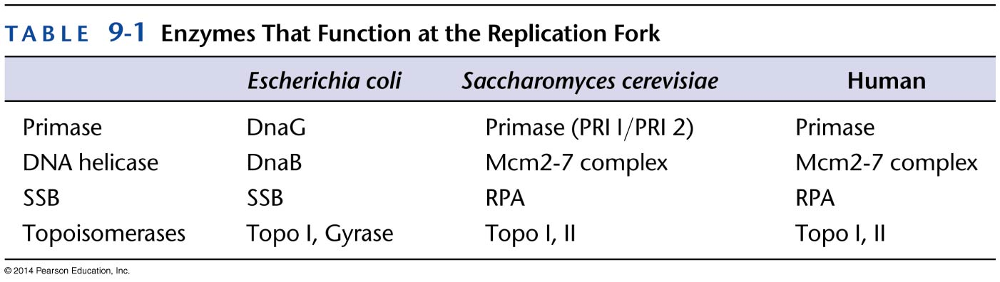 TABLE 9-1 Enzymes That Function at the Replication Fork
Escherichia coli Saccharomyces cerevisiae Human
Primase DnaG Primase (PRI I/PRI 2) Primase
DNA helicase DnaB Mcm2-7 complex Mcm2-7 complex
SSB SSB RPA RPA
Topoisomerases Topo I, Gyrase Topo I, II Topo I, II
© 2014 Pearson Education, Inc.